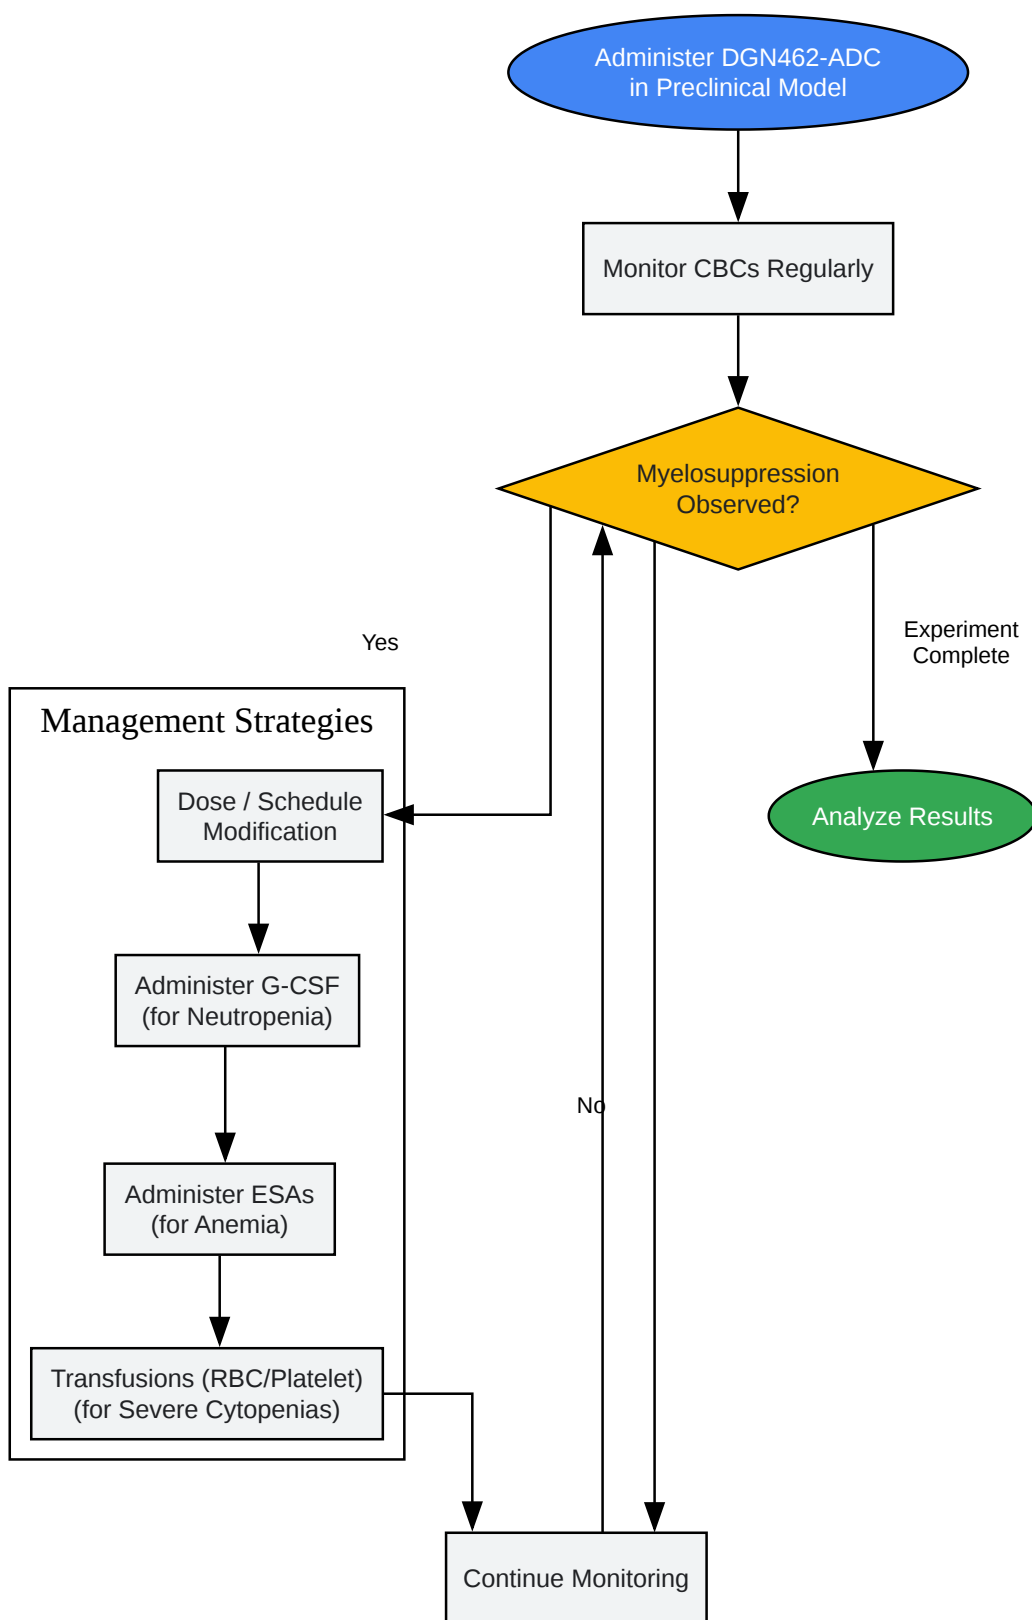 Administer DGN462-ADC
in Preclinical Model
Monitor CBCs Regularly
Myelosuppression
Observed?
Yes
Experiment
Complete
Management Strategies
Dose / Schedule
Modification
Analyze Results
Administer G-CSF
(for Neutropenia)
No
Administer ESAs
(for Anemia)
Transfusions (RBC/Platelet)
(for Severe Cytopenias)
Continue Monitoring